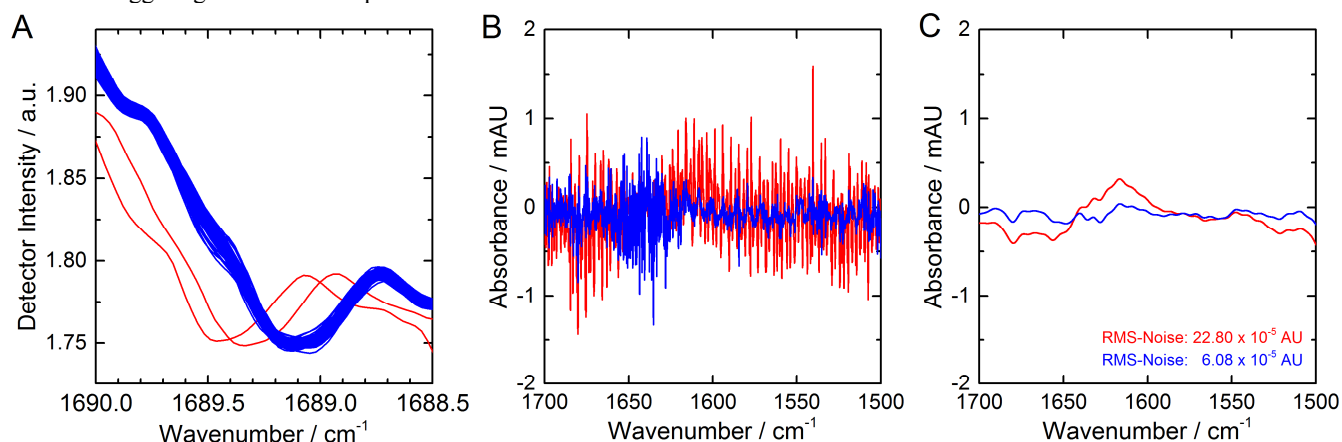 A
B
C
Detector Intensity / a.u.
1.90
1.85
1.80
1.75
1690.0
1689.5
1689.0
1688.5
Wavenumber / cm⁻¹
Absorbance / mAU
2
1
0
-1
-2
1700
1650
1600
1550
1500
Wavenumber / cm⁻¹
Absorbance / mAU
2
1
0
-1
-2
RMS-Noise: 22.80 x 10⁻⁵ AU
RMS-Noise: 6.08 x 10⁻⁵ AU
1700
1650
1600
1550
1500
Wavenumber / cm⁻¹